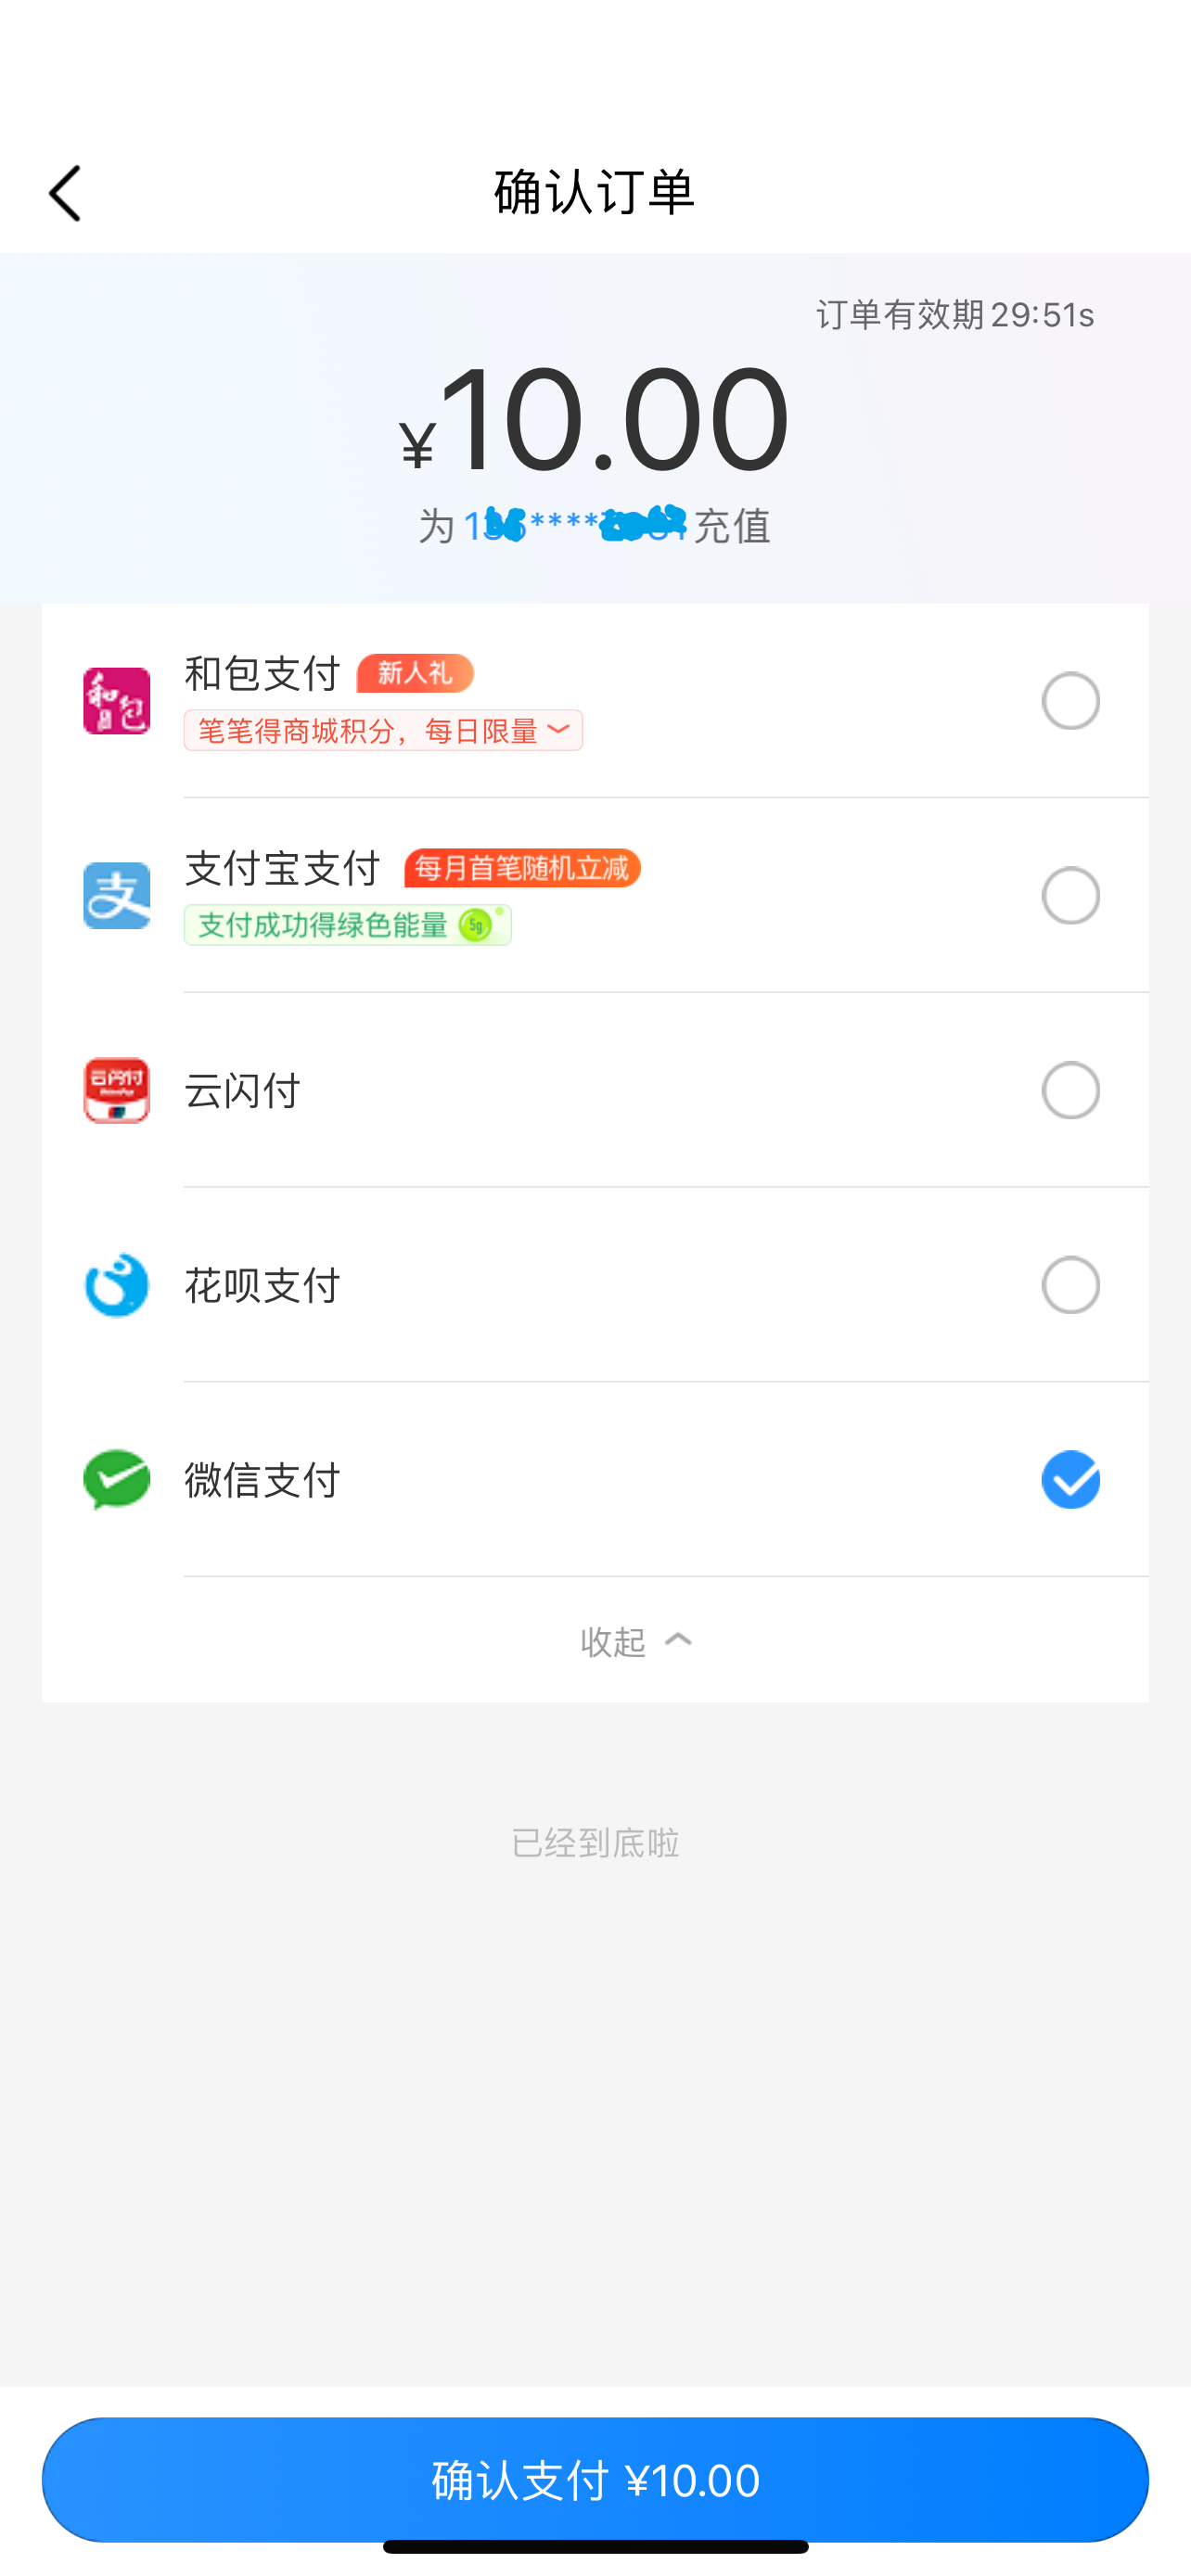 确认订单
订单有效期29:51s
¥10.00
为1****充值
和包支付 新人礼
笔笔得商城积分，每日限量
支付宝支付 每月首笔随机立减
支付成功得绿色能量 5g
云闪付
花呗支付
微信支付
收起
已经到底啦
确认支付 ¥10.00